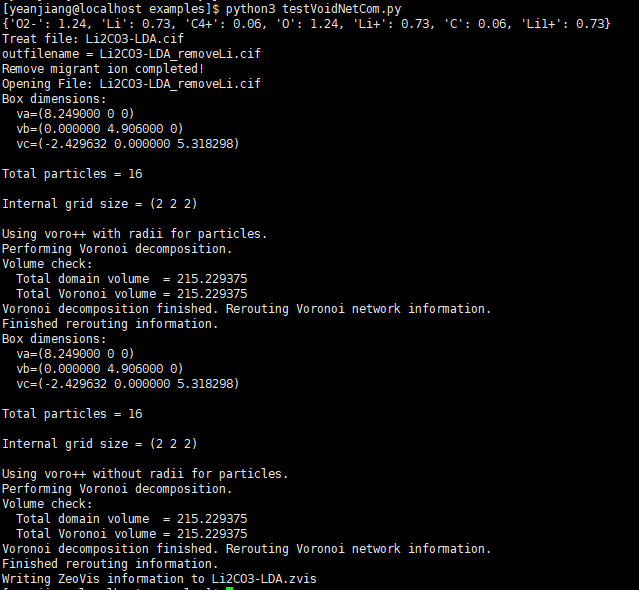 [yeanjiang@localhost examples]$ python3 testVoidNetCom.py
{'O2-': 1.24, 'Li': 0.73, 'C4+': 0.06, 'O': 1.24, 'Li+': 0.73, 'C': 0.06, 'Li1+': 0.73}
Treat file: Li2CO3-LDA.cif
outfilename = Li2CO3-LDA_removeLi.cif
Remove migrant ion completed!
Opening File: Li2CO3-LDA_removeLi.cif
Box dimensions:
  va=(8.249000 0 0)
  vb=(0.000000 4.906000 0)
  vc=(-2.429632 0.000000 5.318298)

Total particles = 16

Internal grid size = (2 2 2)

Using voro++ with radii for particles.
Performing Voronoi decomposition.
Volume check:
  Total domain volume  = 215.229375
  Total Voronoi volume = 215.229375
Voronoi decomposition finished. Rerouting Voronoi network information.
Finished rerouting information.
Box dimensions:
  va=(8.249000 0 0)
  vb=(0.000000 4.906000 0)
  vc=(-2.429632 0.000000 5.318298)

Total particles = 16

Internal grid size = (2 2 2)

Using voro++ without radii for particles.
Performing Voronoi decomposition.
Volume check:
  Total domain volume  = 215.229375
  Total Voronoi volume = 215.229375
Voronoi decomposition finished. Rerouting Voronoi network information.
Finished rerouting information.
Writing ZeoVis information to Li2CO3-LDA.zvis